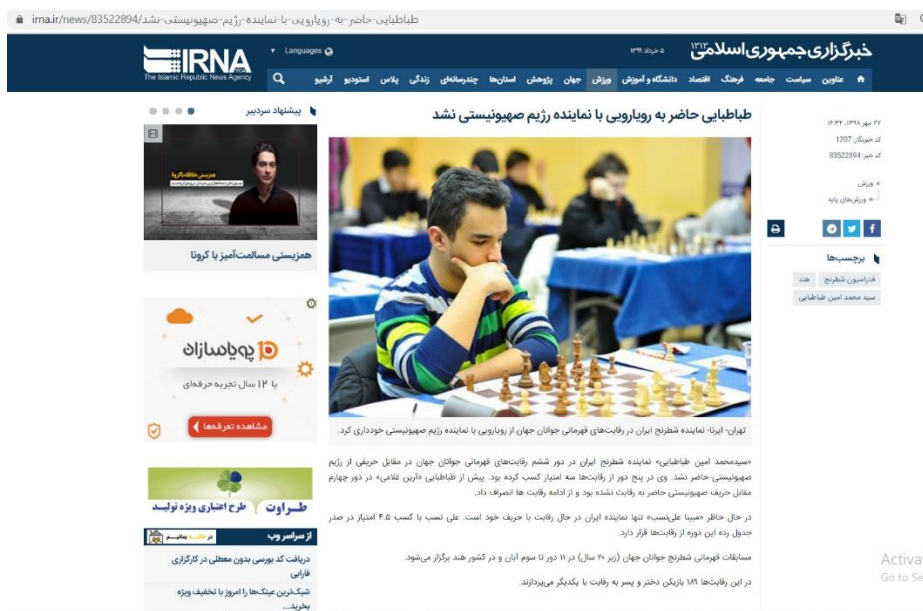 irna.ir/news/83522894/طباطبایی-حاضر-به-رویارویی-با-نماینده-رژیم-صهیونیستی-نشد
خبرگزاری جمهوری اسلامی ۱۳۱۳
۵ خرداد ۱۳۹۹
Languages
IRNA
The Islamic Republic News Agency
عناوین سیاست جامعه فرهنگ اقتصاد دانشگاه و آموزش ورزش جهان پژوهش استان‌ها چندرسانه‌ای زندگی پلاس استودیو آرشیو
طباطبایی حاضر به رویارویی با نماینده رژیم صهیونیستی نشد
۲۷ مهر ۱۳۹۸،
کد خبرنگار: 1207
کد خبر: 83522894
ورزش
ورزش‌های پایه
برچسب‌ها
فدراسیون شطرنج
هند
سید محمد امین طباطبایی
تهران- ایرنا- نماینده شطرنج ایران در رقابت‌های قهرمانی جوانان جهان از رویارویی با نماینده رژیم صهیونیستی خودداری کرد.
«سیدمحمد امین طباطبایی» نماینده شطرنج ایران در دور ششم رقابت‌های قهرمانی جوانان جهان در مقابل حریفی از رژیم
صهیونیستی حاضر نشد. وی در پنج دور از رقابت‌ها سه امتیاز کسب کرده بود. پیش از طباطبایی «آرین غلامی» در دور چهارم
مقابل حریف صهیونیستی حاضر به رقابت نشده بود و از ادامه رقابت ها انصراف داد.
در حال حاظر «مبینا علی‌نسب» تنها نماینده ایران در حال رقابت با حریف خود است. علی نسب با کسب ۴.۵ امتیاز در صدر
جدول رده این دوره از رقابت‌ها قرار دارد.
مسابقات قهرمانی شطرنج جوانان جهان (زیر ۲۰ سال) در ۱۱ دور تا سوم آبان و در کشور هند برگزار می‌شود.
در این رقابت‌ها ۱۸۹ بازیکن دختر و پسر به رقابت با یکدیگر می‌پردازند.
پیشنهاد سردبیر
همزیستی مسالمت‌آمیز با کرونا
پویاسازان
با ۱۲ سال تجربه حرفه‌ای
مشاهده تعرفه‌ها
طراوت طرح اعتباری ویژه تولید
از سراسر وب
دریافت کد بورسی بدون معطلی در کارگزاری
فارابی
شیک‌ترین عینک‌ها را امروز با تخفیف ویژه
بخرید...
Activa
Go to Se